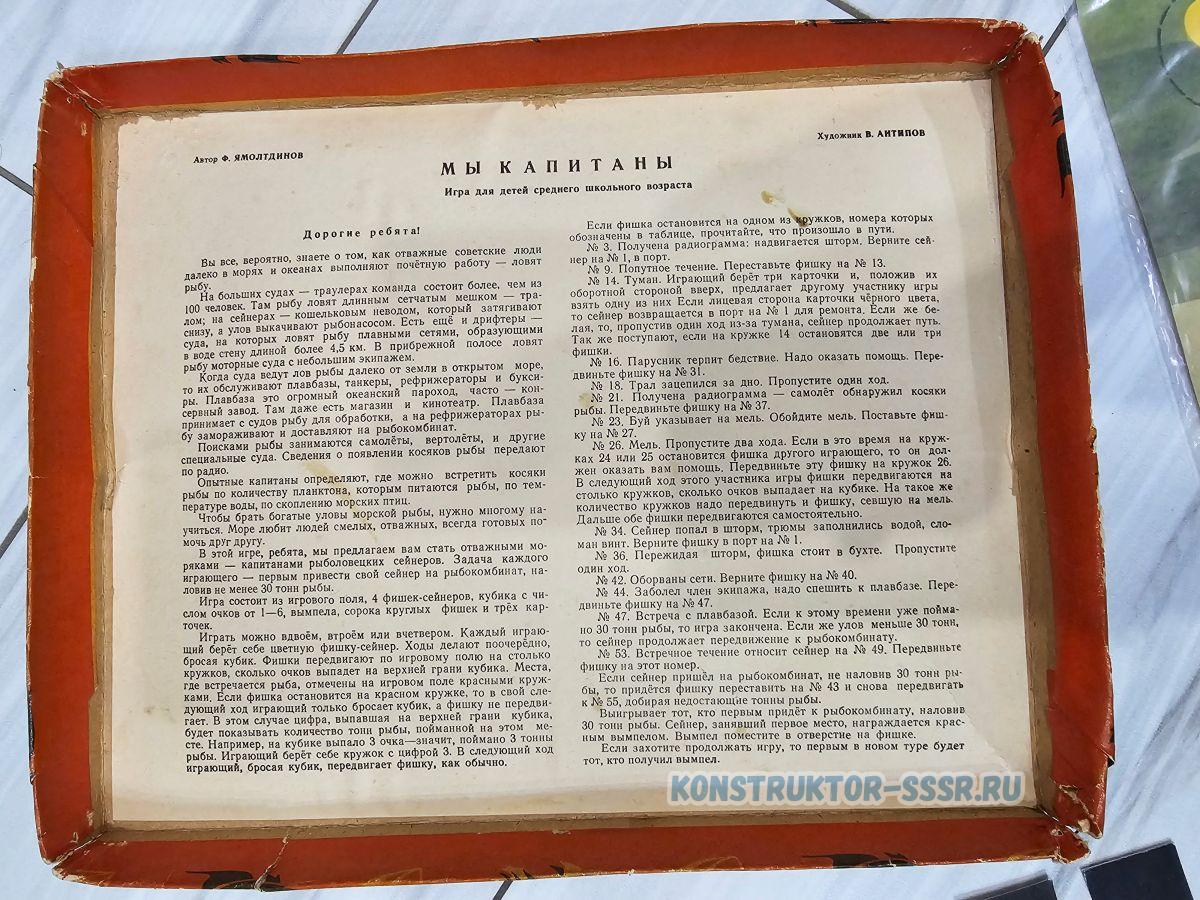 Автор Ф. ЯМОЛТДИНОВ
Художник В. АНТИПОВ
МЫ КАПИТАНЫ
Игра для детей среднего школьного возраста
Дорогие ребята!
Вы все, вероятно, знаете о том, как отважные советские люди
далеко в морях и океанах выполняют почётную работу — ловят
рыбу.
На больших судах — траулерах команда состоит более, чем из
100 человек. Там рыбу ловят длинным сетчатым мешком — тра-
лом; на сейнерах — кошельковым неводом, который затягивают
снизу, а улов выкачивают рыбонасосом. Есть ещё и дрифтеры —
суда, на которых ловят рыбу плавными сетями, образующими
в воде стену длиной более 4,5 км. В прибрежной полосе ловят
рыбу моторные суда с небольшим экипажем.
Когда суда ведут лов рыбы далеко от земли в открытом море,
то их обслуживают плавбазы, танкеры, рефрижераторы и букси-
ры. Плавбаза это огромный океанский пароход, часто — кон-
сервный завод. Там даже есть магазин и кинотеатр. Плавбаза
принимает с судов рыбу для обработки, а на рефрижераторах ры-
бу замораживают и доставляют на рыбокомбинат.
Поисками рыбы занимаются самолёты, вертолёты, и другие
специальные суда. Сведения о появлении косяков рыбы передают
по радио.
Опытные капитаны определяют, где можно встретить косяки
рыбы по количеству планктона, которым питаются рыбы, по тем-
пературе воды, по скоплению морских птиц.
Чтобы брать богатые уловы морской рыбы, нужно многому на-
учиться. Море любит людей смелых, отважных, всегда готовых по-
мочь друг другу.
В этой игре, ребята, мы предлагаем вам стать отважными мо-
ряками — капитанами рыболовецких сейнеров. Задача каждого
играющего — первым привести свой сейнер на рыбокомбинат, на-
ловив не менее 30 тонн рыбы.
Игра состоит из игрового поля, 4 фишек-сейнеров, кубика с чи-
слом очков от 1—6, вымпела, сорока круглых фишек и трёх кар-
точек.
Играть можно вдвоём, втроём или вчетвером. Каждый играю-
щий берёт себе цветную фишку-сейнер. Ходы делают поочерёдно,
бросая кубик. Фишки передвигают по игровому полю на столько
кружков, сколько очков выпадет на верхней грани кубика. Места,
где встречается рыба, отмечены на игровом поле красными круж-
ками. Если фишка остановится на красном кружке, то в свой сле-
дующий ход играющий только бросает кубик, а фишку не передви-
гает. В этом случае цифра, выпавшая на верхней грани кубика,
будет показывать количество тонн рыбы, пойманной на этом ме-
сте. Например, на кубике выпало 3 очка—значит, поймано 3 тонны
рыбы. Играющий берёт себе кружок с цифрой 3. В следующий ход
играющий, бросая кубик, передвигает фишку, как обычно.
Если фишка остановится на одном из кружков, номера которых
обозначены в таблице, прочитайте, что произошло в пути.
№ 3. Получена радиограмма: надвигается шторм. Верните сей-
нер на № 1, в порт.
№ 9. Попутное течение. Переставьте фишку на № 13.
№ 14. Туман. Играющий берёт три карточки и, положив их
оборотной стороной вверх, предлагает другому участнику игры
взять одну из них Если лицевая сторона карточки чёрного цвета,
то сейнер возвращается в порт на № 1 для ремонта. Если же бе-
лая, то, пропустив один ход из-за тумана, сейнер продолжает путь.
Так же поступают, если на кружке 14 остановятся две или три
фишки.
№ 16. Парусник терпит бедствие. Надо оказать помощь. Пере-
двиньте фишку на № 31.
№ 18. Трал зацепился за дно. Пропустите один ход.
№ 21. Получена радиограмма — самолёт обнаружил косяки
рыбы. Передвиньте фишку на № 37.
№ 23. Буй указывает на мель. Обойдите мель. Поставьте фиш-
ку на № 27.
№ 26. Мель. Пропустите два хода. Если в это время на круж-
ках 24 или 25 остановится фишка другого играющего, то он дол-
жен оказать вам помощь. Передвиньте эту фишку на кружок 26.
В следующий ход этого участника игры фишки передвигаются на
столько кружков, сколько очков выпадает на кубике. На такое же
количество кружков надо передвинуть и фишку, севшую на мель.
Дальше обе фишки передвигаются самостоятельно.
№ 34. Сейнер попал в шторм, трюмы заполнились водой, сло-
ман винт. Верните фишку в порт на № 1.
№ 36. Пережидая шторм, фишка стоит в бухте. Пропустите
один ход.
№ 42. Оборваны сети. Верните фишку на № 40.
№ 44. Заболел член экипажа, надо спешить к плавбазе. Пере-
двиньте фишку на № 47.
№ 47. Встреча с плавбазой. Если к этому времени уже пойма-
но 30 тонн рыбы, то игра закончена. Если же улов меньше 30 тонн,
то сейнер продолжает передвижение к рыбокомбинату.
№ 53. Встречное течение относит сейнер на № 49. Передвиньте
фишку на этот номер.
Если сейнер пришёл на рыбокомбинат, не наловив 30 тонн ры-
бы, то придётся фишку переставить на № 43 и снова передвигать
к № 55, добирая недостающие тонны рыбы.
Выигрывает тот, кто первым придёт к рыбокомбинату, наловив
30 тонн рыбы. Сейнер, занявший первое место, награждается крас-
ным вымпелом. Вымпел поместите в отверстие на фишке.
Если захотите продолжать игру, то первым в новом туре будет
тот, кто получил вымпел.
KONSTRUKTOR-SSSR.RU